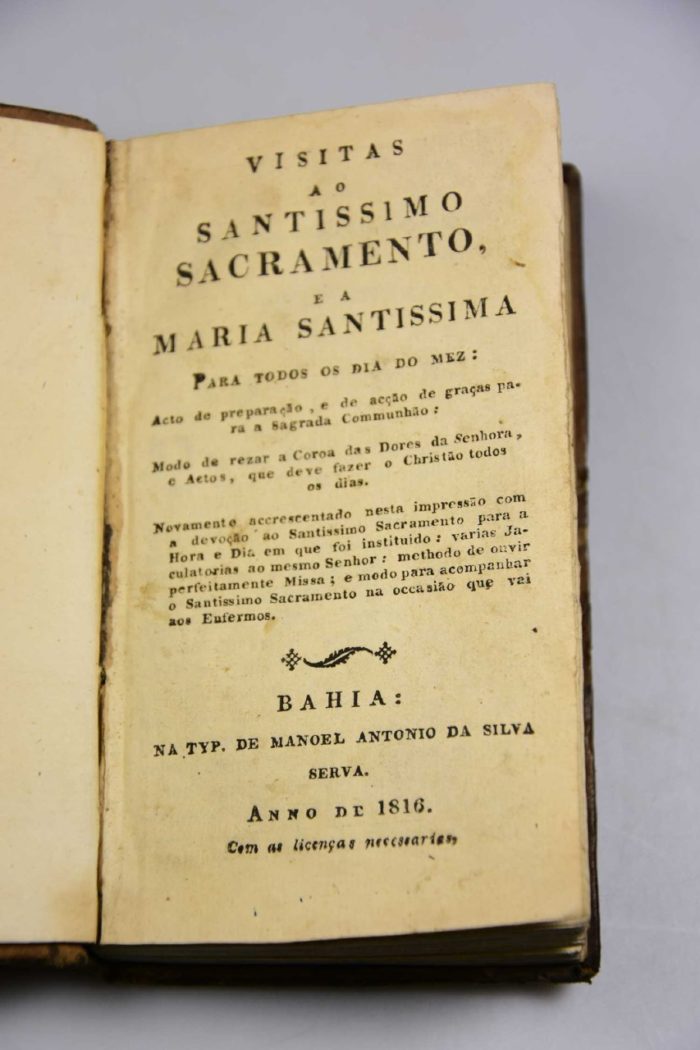 VISITAS
AO
SANTISSIMO
SACRAMENTO,
E A
MARIA SANTISSIMA
PARA TODOS OS DIA DO MEZ:
Acto de preparação, e de acção de graças pa-
ra a Sagrada Communhão:
Modo de rezar a Coroa das Dores da Senhora,
e Actos, que deve fazer o Christão todos
os dias.
Novamento accrescentado nesta impressão com
a devoção ao Santissimo Sacramento para a
Hora e Dia em que foi instituido: varias Ja-
culatorias ao mesmo Senhor: methodo de ouvir
perfeitamente Missa; e modo para acompanhar
o Santissimo Sacramento na occasião que vai
aos Enfermos.
BAHIA:
NA TYP. DE MANOEL ANTONIO DA SILVA
SERVA.
ANNO DE 1816.
Com as licenças necessarias,